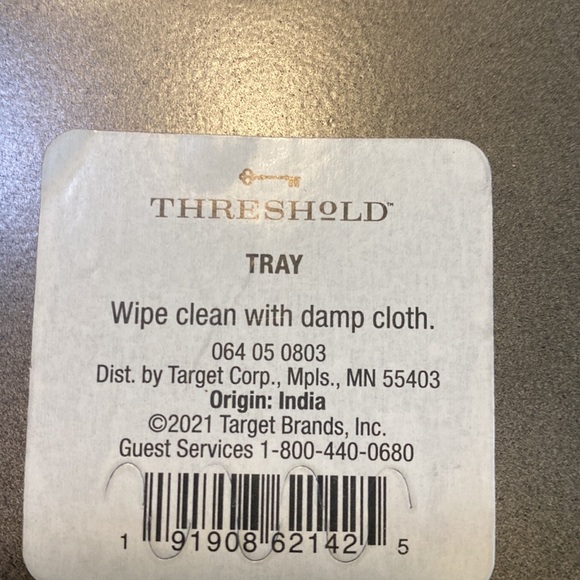 THRESHOLD™
TRAY
Wipe clean with damp cloth.
064 05 0803
Dist. by Target Corp., Mpls., MN 55403
Origin: India
©2021 Target Brands, Inc.
Guest Services 1-800-440-0680
1 91908 62142 5